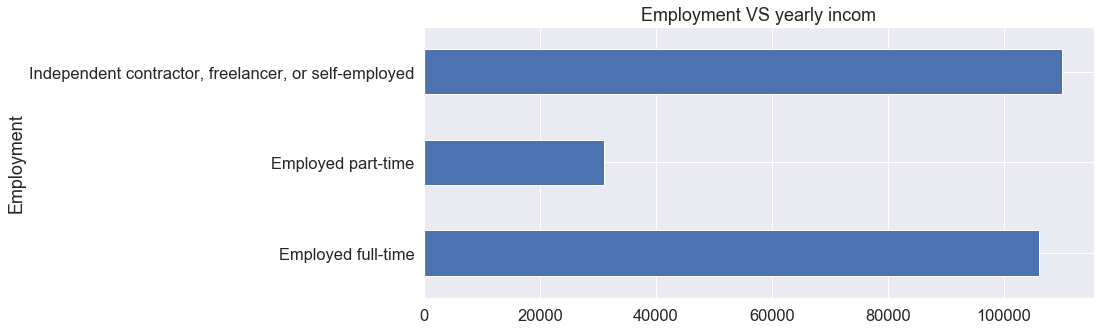 Employment VS yearly incom
Independent contractor, freelancer, or self-employed
Employed part-time
Employed full-time
Employment
0 20000 40000 60000 80000 100000